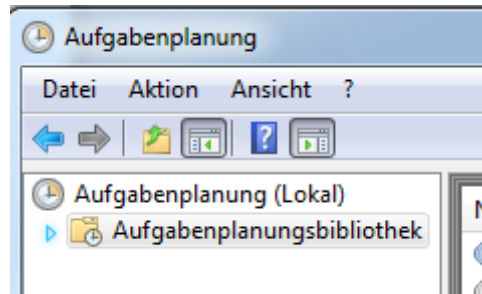 Aufgabenplanung
Datei Aktion Ansicht ?
Aufgabenplanung (Lokal)
Aufgabenplanungsbibliothek